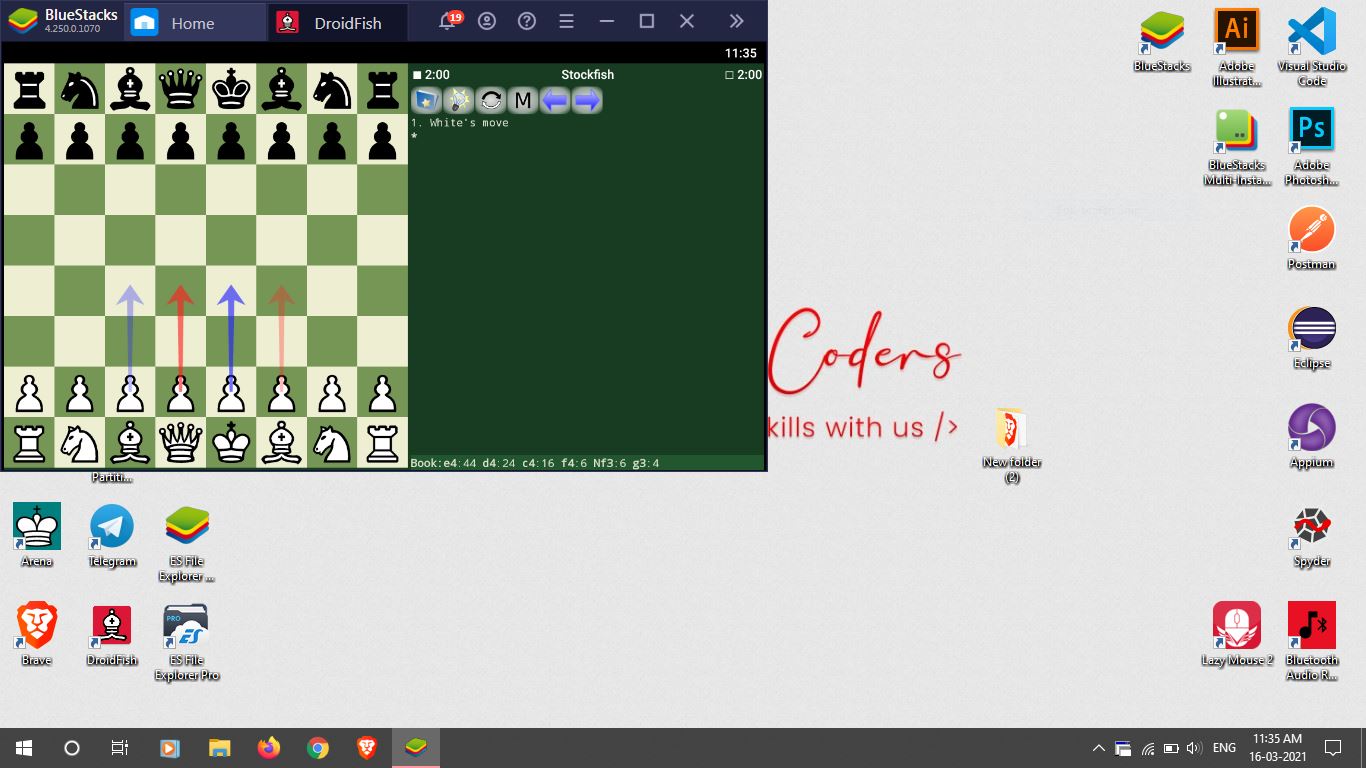 BlueStacks
4.250.0.1070
Home
DroidFish
19
11:35
2:00
Stockfish
2:00
M
1. White's move
*
Book:e4:44 d4:24 c4:16 f4:6 Nf3:6 g3:4
BlueStacks
Ai
Adobe
Illustrat...
Visual Studio
Code
BlueStacks
Multi-Insta...
Ps
Adobe
Photosh...
Postman
Coders
kills with us />
New folder
(2)
Eclipse
Appium
Partiti...
Arena
Telegram
ES File
Explorer ...
Spyder
Brave
DroidFish
PRO
ES
ES File
Explorer Pro
Lazy Mouse 2
Bluetooth
Audio R...
ENG
11:35 AM
16-03-2021